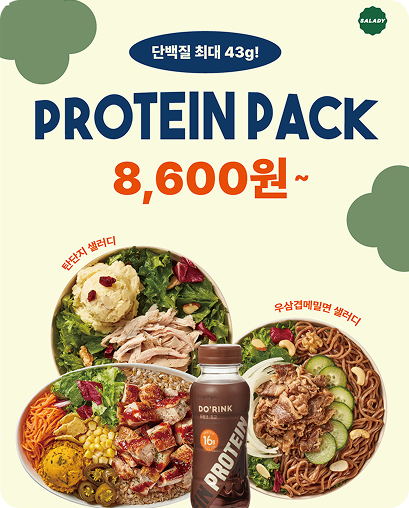 SALADY
단백질 최대 43g!
PROTEIN PACK
8,600원~
탄단지 샐러디
우삼겹메밀면 샐러디
DO'RINK
16g
IN PROTEIN